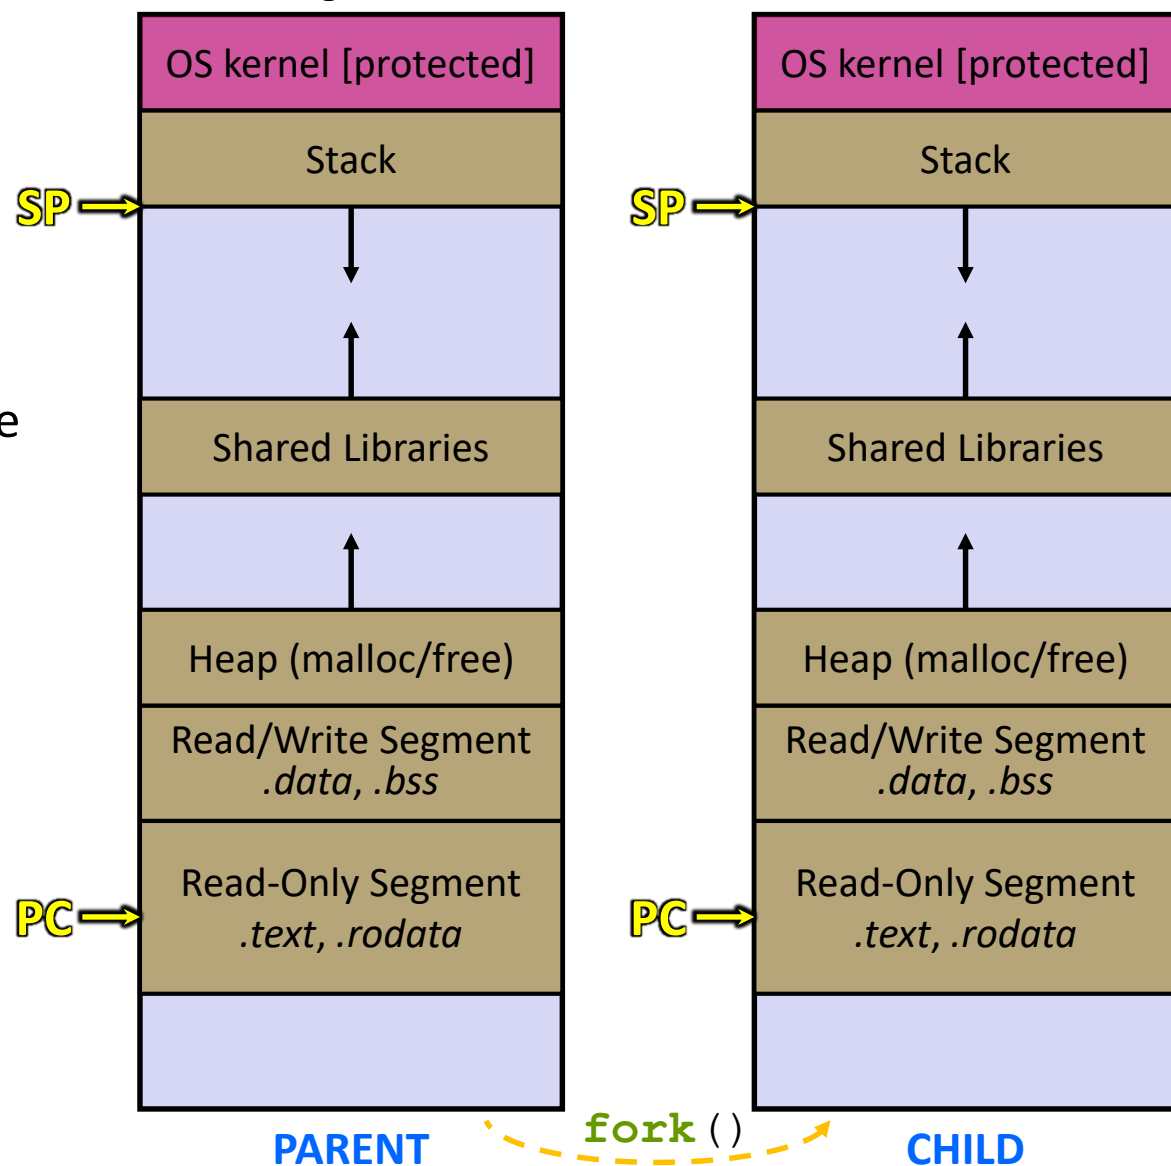 OS kernel [protected]
Stack
SP
Shared Libraries
Heap (malloc/free)
Read/Write Segment
.data, .bss
Read-Only Segment
.text, .rodata
PC
PARENT
fork()
OS kernel [protected]
Stack
SP
Shared Libraries
Heap (malloc/free)
Read/Write Segment
.data, .bss
Read-Only Segment
.text, .rodata
PC
CHILD